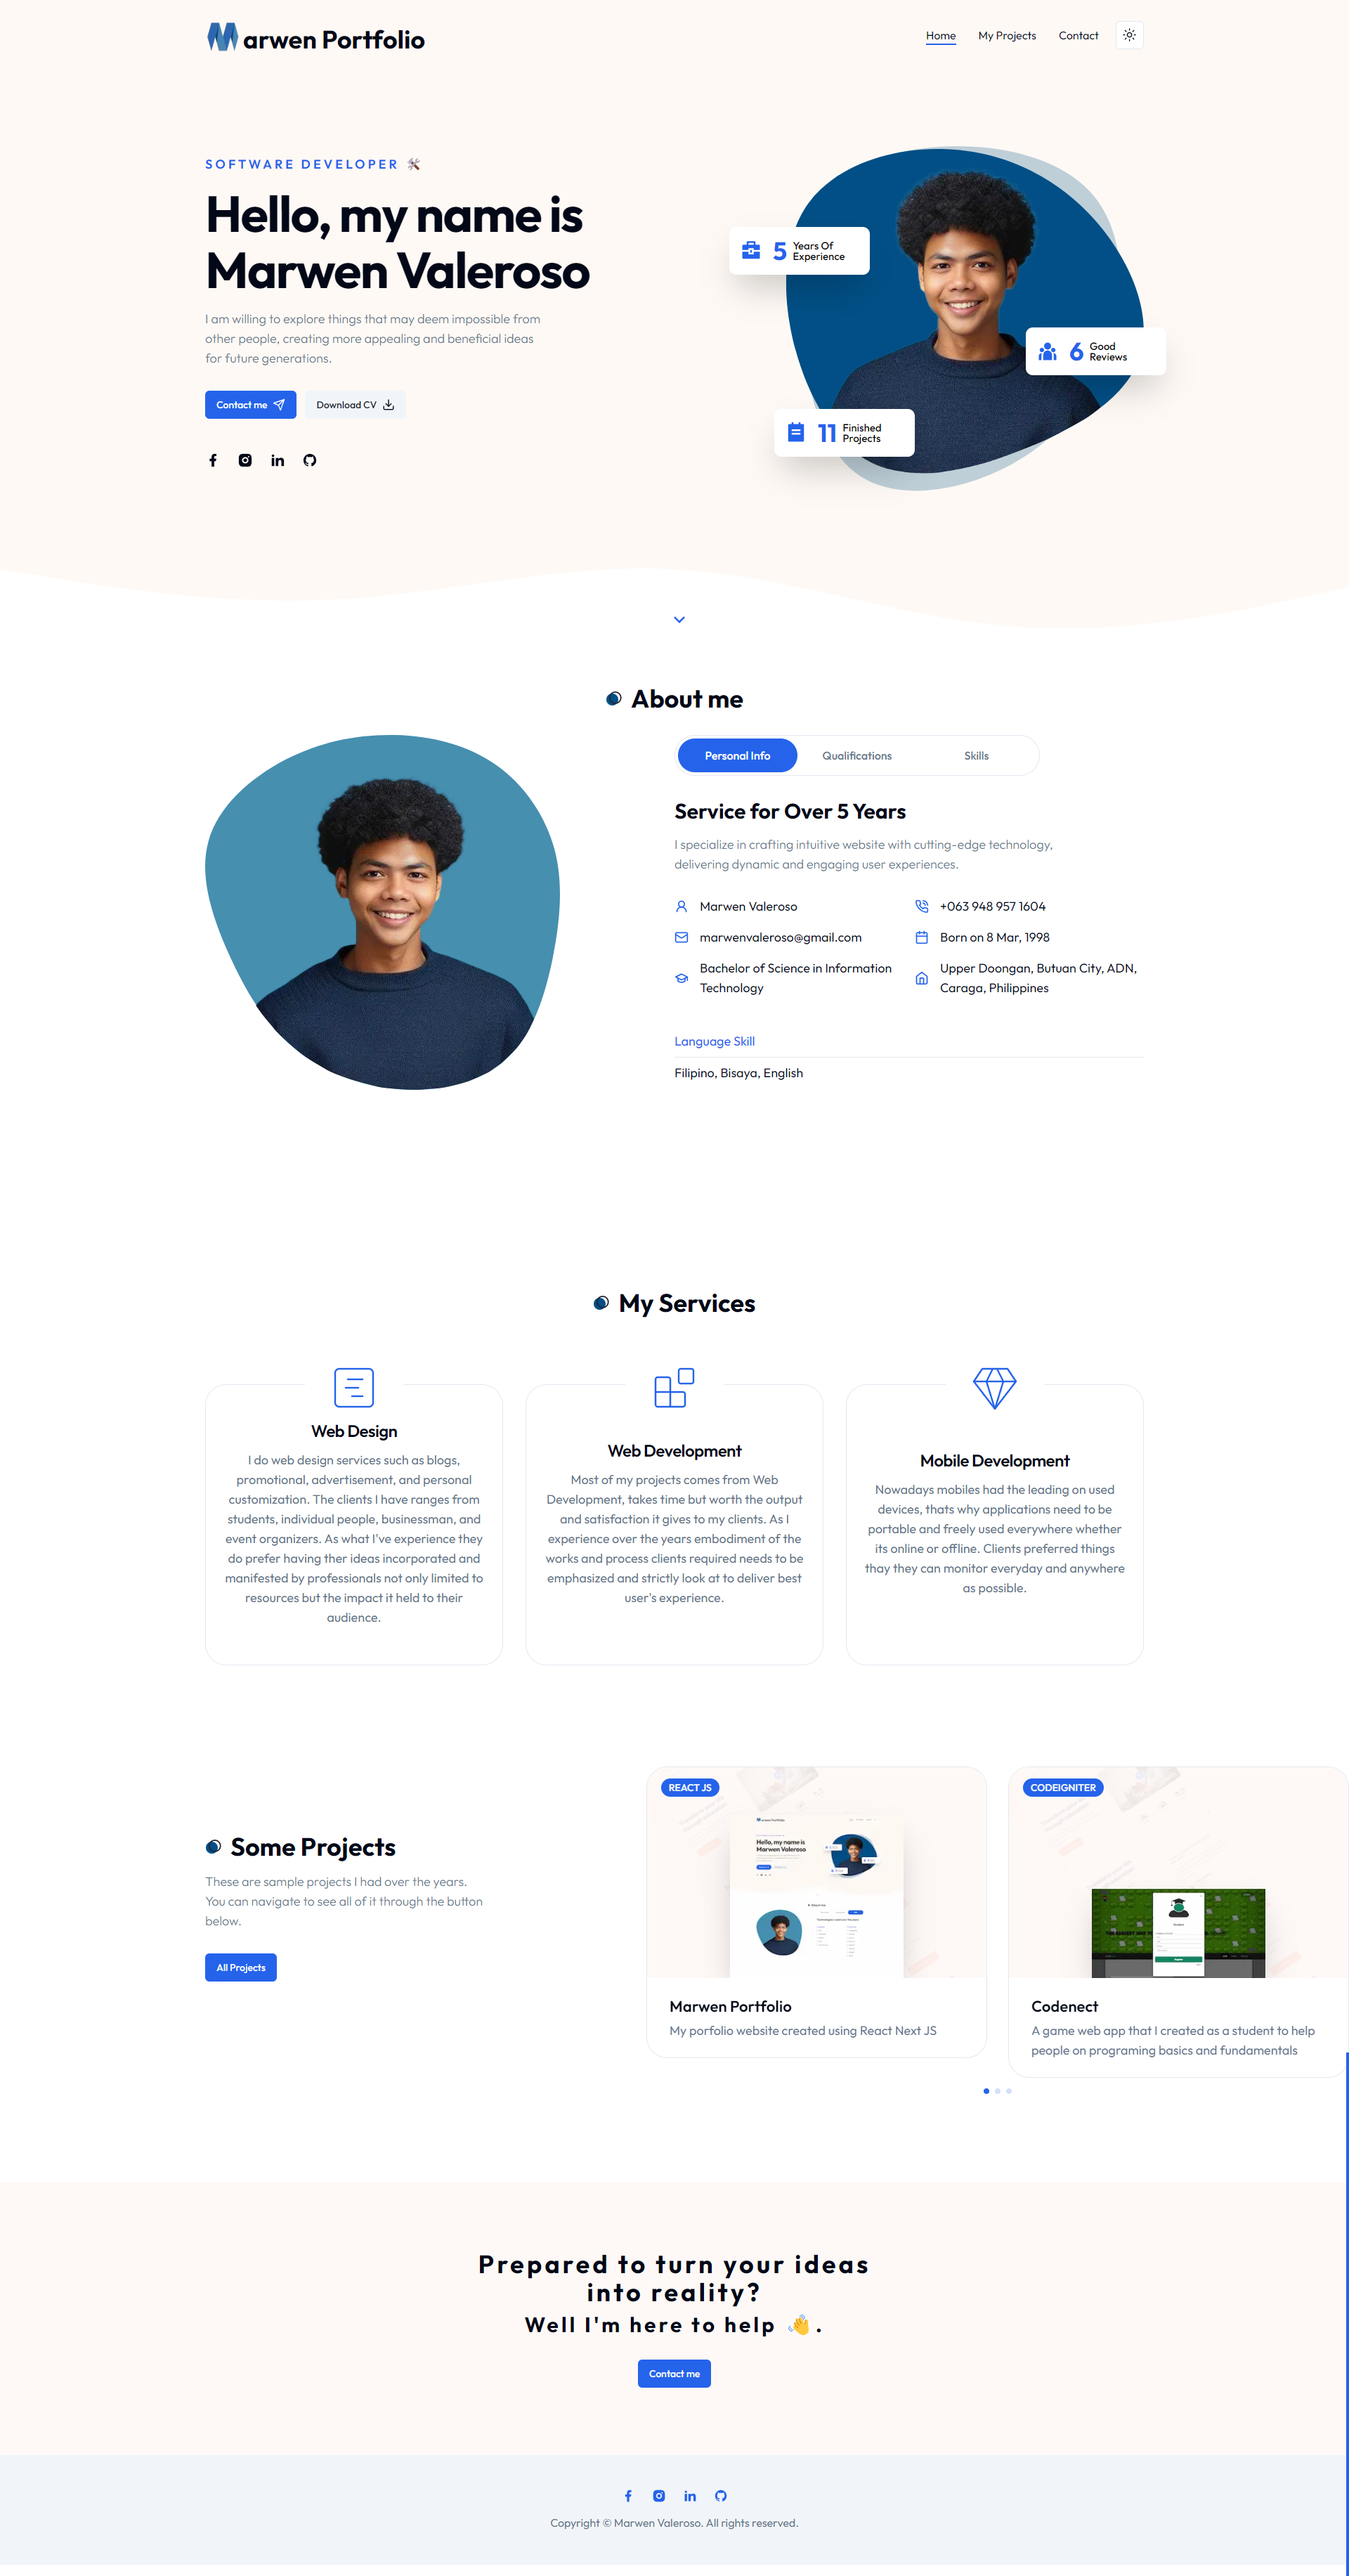 arwen Portfolio
Home
My Projects
Contact
SOFTWARE DEVELOPER
Hello, my name is
Marwen Valeroso
I am willing to explore things that may deem impossible from
other people, creating more appealing and beneficial ideas
for future generations.
Contact me
Download CV
5 Years Of
Experience
6 Good
Reviews
11 Finished
Projects
About me
Personal Info
Qualifications
Skills
Service for Over 5 Years
I specialize in crafting intuitive website with cutting-edge technology,
delivering dynamic and engaging user experiences.
Marwen Valeroso
+063 948 957 1604
marwenvaleroso@gmail.com
Born on 8 Mar, 1998
Bachelor of Science in Information
Technology
Upper Doongan, Butuan City, ADN,
Caraga, Philippines
Language Skill
Filipino, Bisaya, English
My Services
Web Design
I do web design services such as blogs,
promotional, advertisement, and personal
customization. The clients I have ranges from
students, individual people, businessman, and
event organizers. As what I've experience they
do prefer having ther ideas incorporated and
manifested by professionals not only limited to
resources but the impact it held to their
audience.
Web Development
Most of my projects comes from Web
Development, takes time but worth the output
and satisfaction it gives to my clients. As I
experience over the years embodiment of the
works and process clients required needs to be
emphasized and strictly look at to deliver best
user's experience.
Mobile Development
Nowadays mobiles had the leading on used
devices, thats why applications need to be
portable and freely used everywhere whether
its online or offline. Clients preferred things
thay they can monitor everyday and anywhere
as possible.
Some Projects
These are sample projects I had over the years.
You can navigate to see all of it through the button
below.
All Projects
REACT JS
Hello, my name is
Marwen Valeroso
Marwen Portfolio
My porfolio website created using React Next JS
CODEIGNITER
Codenect
A game web app that I created as a student to help
people on programing basics and fundamentals
Prepared to turn your ideas
into reality?
Well I'm here to help 👋.
Contact me
Copyright © Marwen Valeroso. All rights reserved.